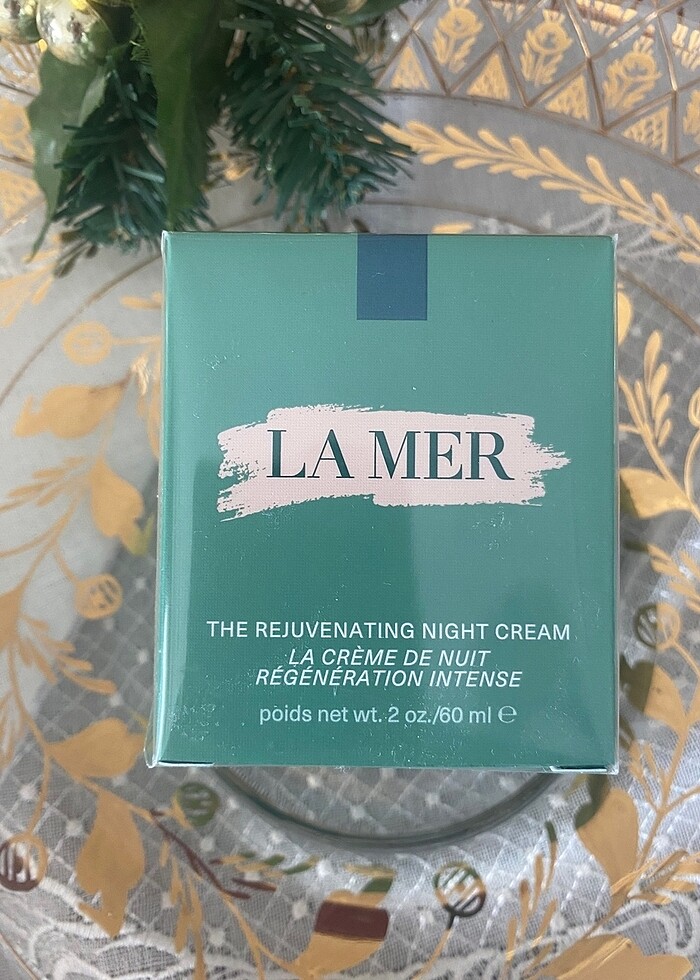 LA MER
THE REJUVENATING NIGHT CREAM
LA CRÈME DE NUIT
RÉGÉNÉRATION INTENSE
poids net wt. 2 oz./60 ml ℮